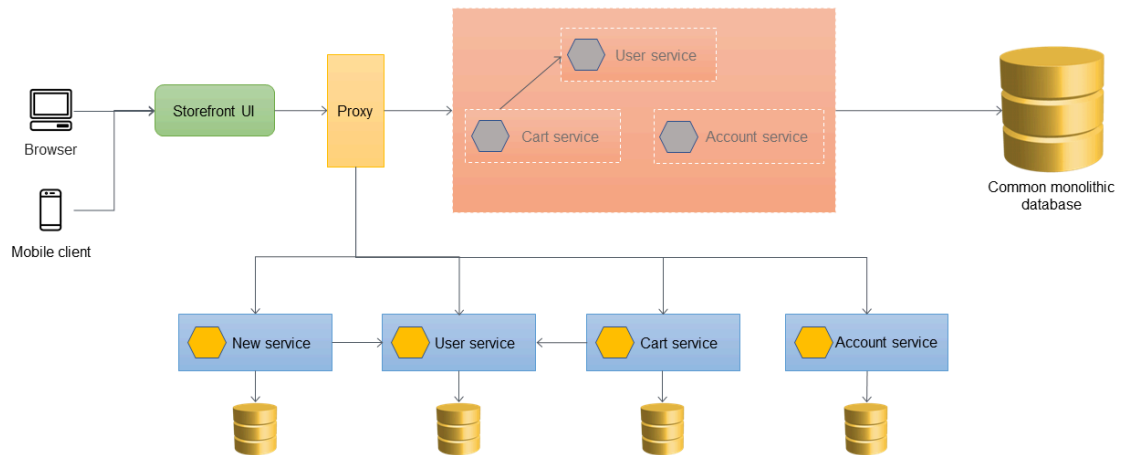 User service
Storefront UI
Proxy
Cart service
Account service
Browser
Common monolithic
database
Mobile client
New service
User service
Cart service
Account service